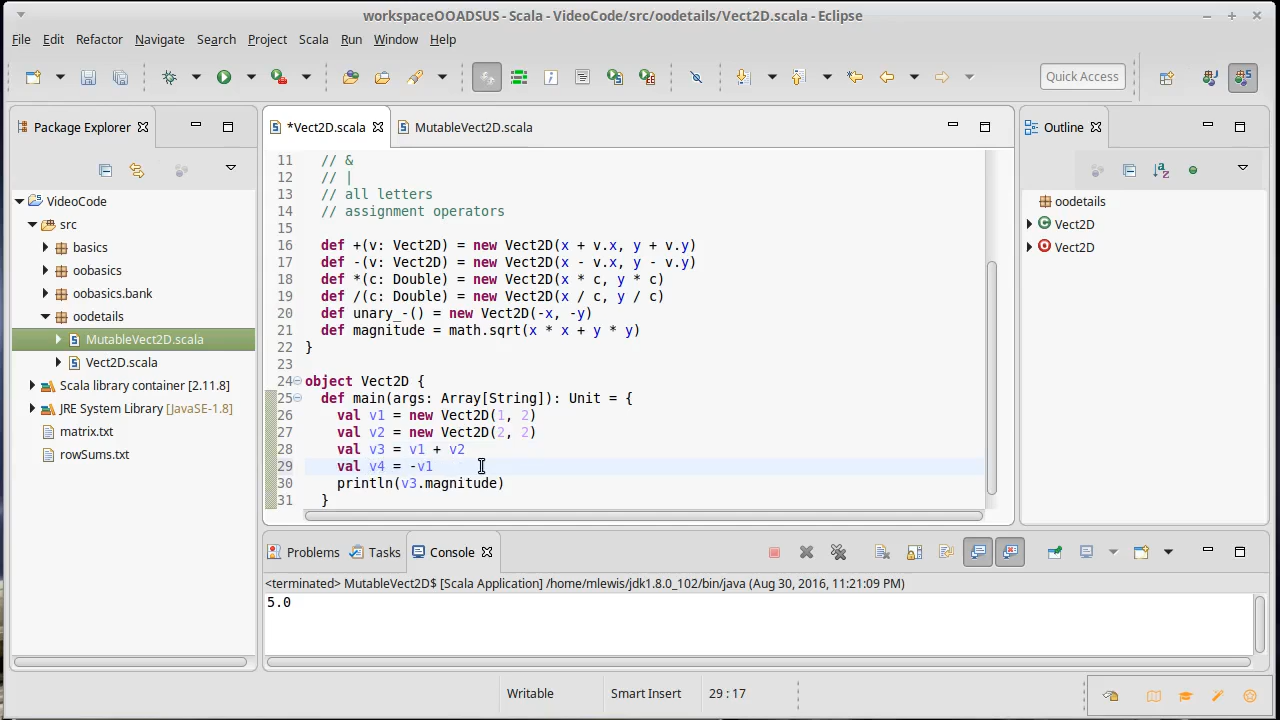 workspaceOOADSUS - Scala - VideoCode/src/oodetails/Vect2D.scala - Eclipse
File Edit Refactor Navigate Search Project Scala Run Window Help
Quick Access
Package Explorer
VideoCode
src
basics
oobasics
oobasics.bank
oodetails
MutableVect2D.scala
Vect2D.scala
Scala library container [2.11.8]
JRE System Library [JavaSE-1.8]
matrix.txt
rowSums.txt
*Vect2D.scala MutableVect2D.scala
11 // &
12 // |
13 // all letters
14 // assignment operators
15
16 def +(v: Vect2D) = new Vect2D(x + v.x, y + v.y)
17 def -(v: Vect2D) = new Vect2D(x - v.x, y - v.y)
18 def *(c: Double) = new Vect2D(x * c, y * c)
19 def /(c: Double) = new Vect2D(x / c, y / c)
20 def unary_-() = new Vect2D(-x, -y)
21 def magnitude = math.sqrt(x * x + y * y)
22 }
23
24 object Vect2D {
25 def main(args: Array[String]): Unit = {
26 val v1 = new Vect2D(1, 2)
27 val v2 = new Vect2D(2, 2)
28 val v3 = v1 + v2
29 val v4 = -v1
30 println(v3.magnitude)
31 }
Outline
oodetails
Vect2D
Vect2D
Problems Tasks Console
<terminated> MutableVect2D$ [Scala Application] /home/mlewis/jdk1.8.0_102/bin/java (Aug 30, 2016, 11:21:09 PM)
5.0
Writable Smart Insert 29 : 17